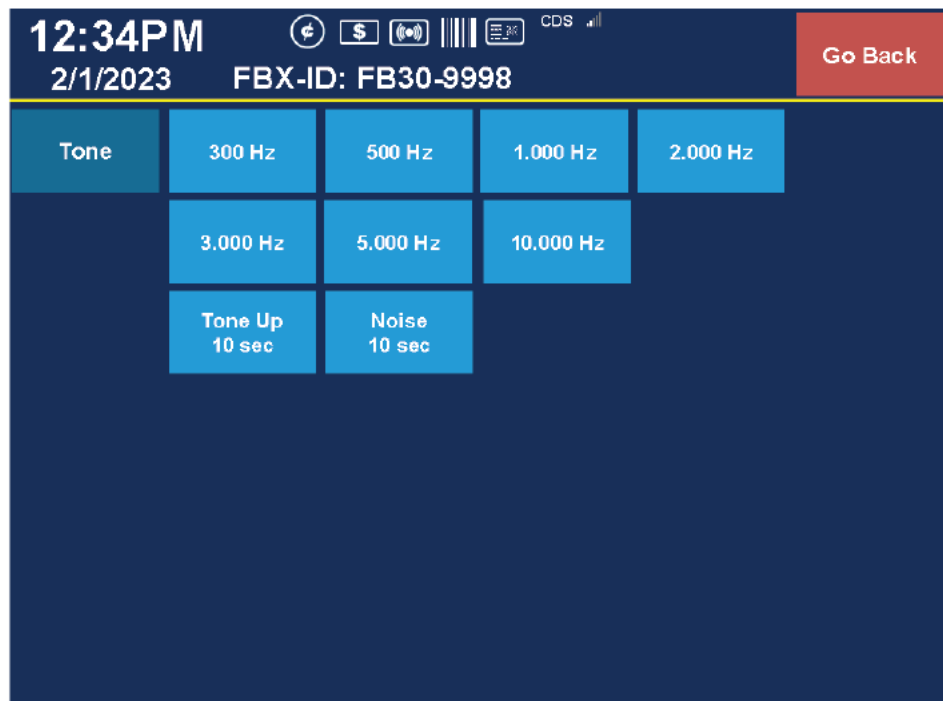 12:34PM
¢ $ CDS
2/1/2023 FBX-ID: FB30-9998
Go Back
Tone 300 Hz 500 Hz 1.000 Hz 2.000 Hz
3.000 Hz 5.000 Hz 10.000 Hz
Tone Up Noise
10 sec 10 sec